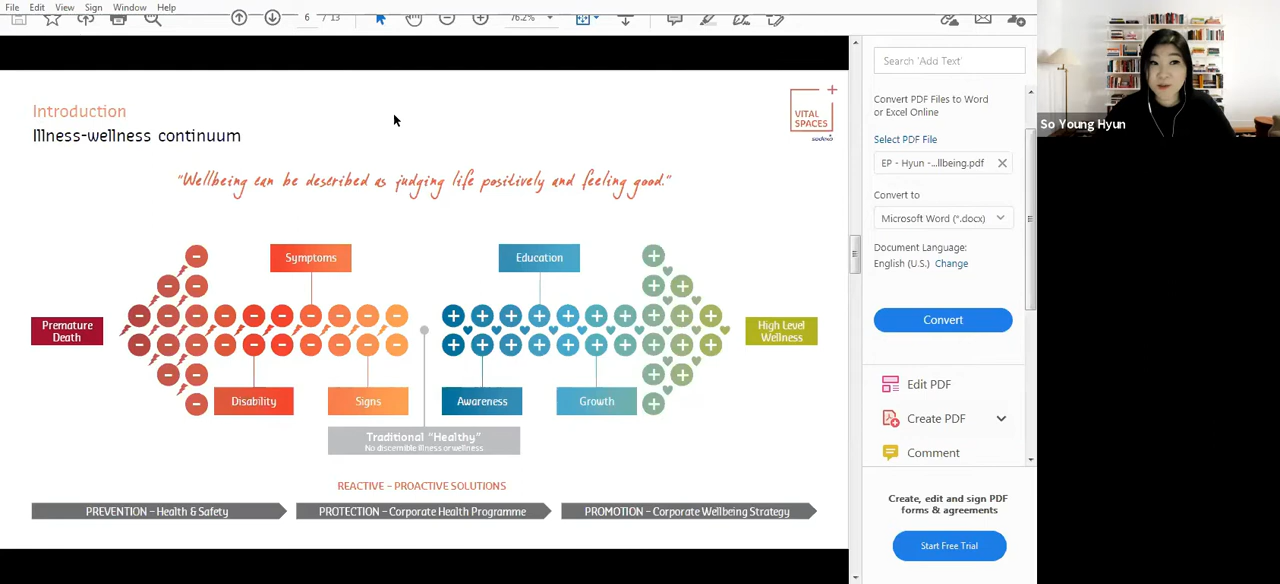 File Edit View Sign Window Help
6 / 13
76.2%
Introduction
Illness-wellness continuum
VITAL
SPACES
sodexo
"Wellbeing can be described as judging life positively and feeling good."
Symptoms
Education
Premature
Death
High Level
Wellness
Disability
Signs
Awareness
Growth
Traditional "Healthy"
No discernible illness or wellness
REACTIVE – PROACTIVE SOLUTIONS
PREVENTION – Health & Safety
PROTECTION – Corporate Health Programme
PROMOTION – Corporate Wellbeing Strategy
Search 'Add Text'
Convert PDF Files to Word
or Excel Online
Select PDF File
EP - Hyun -...llbeing.pdf
Convert to
Microsoft Word (*.docx)
Document Language:
English (U.S.) Change
Convert
Edit PDF
Create PDF
Comment
Create, edit and sign PDF
forms & agreements
Start Free Trial
So Young Hyun